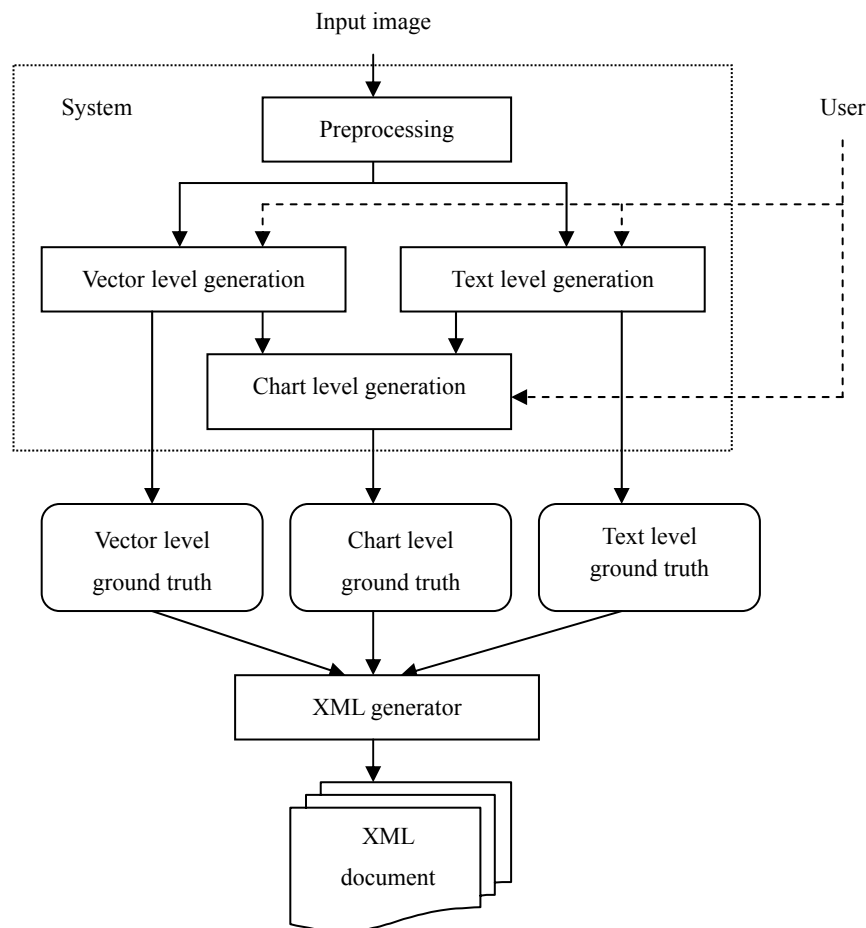 Input image
System
User
Preprocessing
Vector level generation
Text level generation
Chart level generation
Vector level
ground truth
Chart level
ground truth
Text level
ground truth
XML generator
XML
document